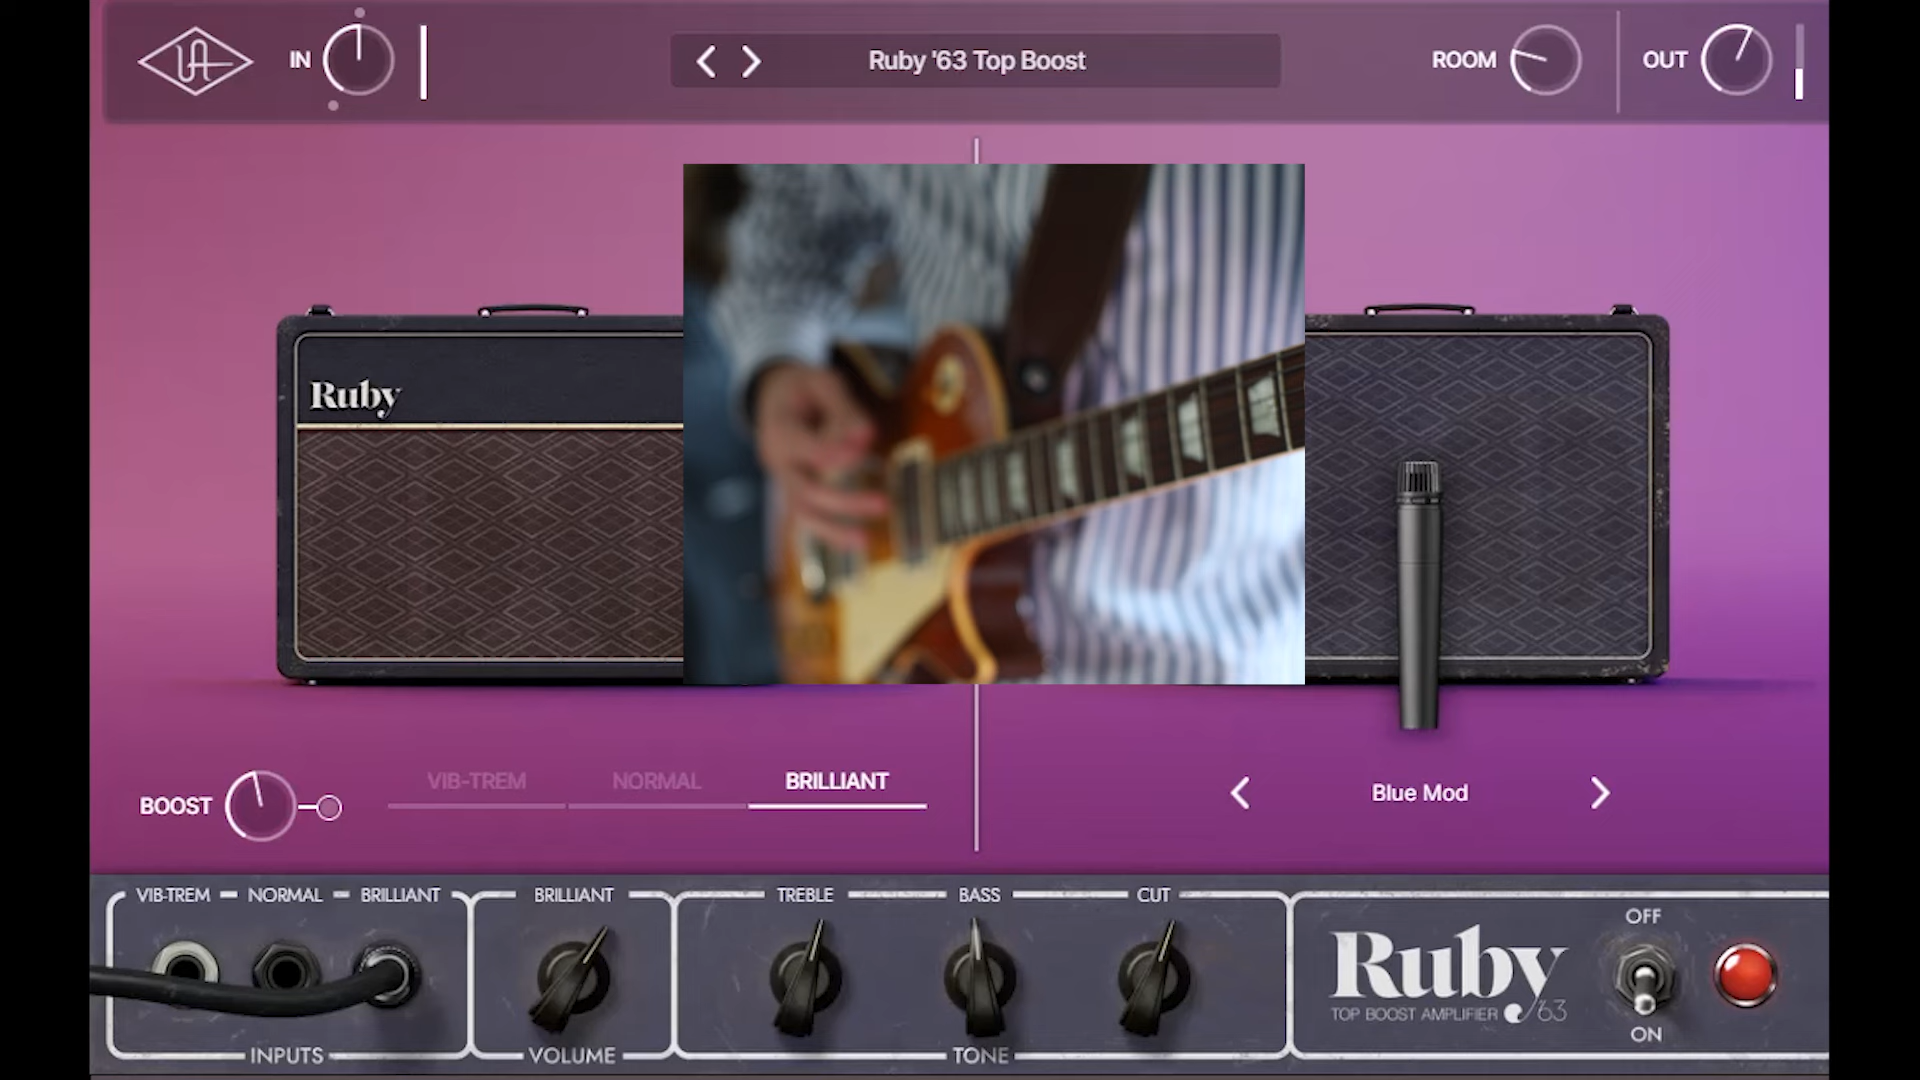 UA
IN
Ruby '63 Top Boost
ROOM
OUT
Ruby
BOOST
VIB-TREM
NORMAL
BRILLIANT
Blue Mod
VIB-TREM NORMAL BRILLIANT
INPUTS
BRILLIANT
VOLUME
TREBLE BASS CUT
TONE
Ruby
TOP BOOST AMPLIFIER '63
OFF
ON